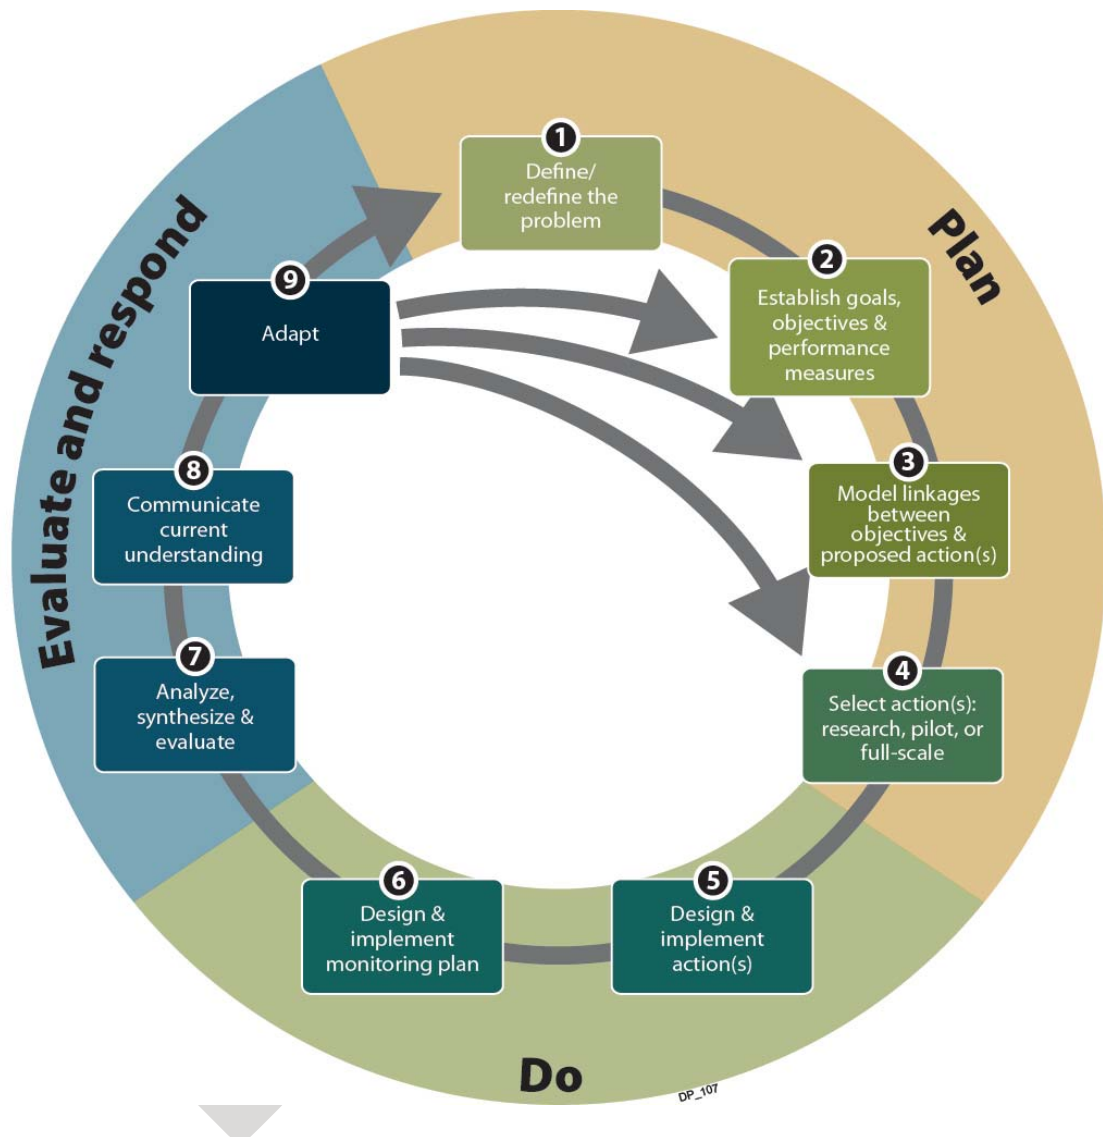 1
Define/
redefine the
problem
Plan
2
Establish goals,
objectives &
performance
measures
3
Model linkages
between
objectives &
proposed action(s)
4
Select action(s):
research, pilot, or
full-scale
5
Design &
implement
action(s)
6
Design &
implement
monitoring plan
Do
DP_107
7
Analyze,
synthesize &
evaluate
8
Communicate
current
understanding
9
Adapt
Evaluate and respond